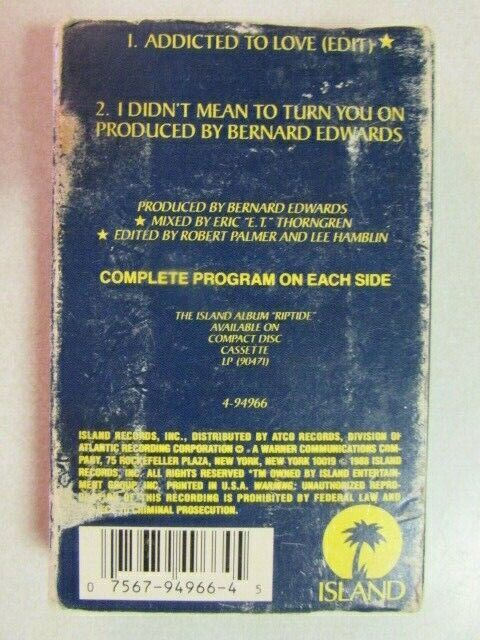 1. ADDICTED TO LOVE (EDIT) ★
2. I DIDN'T MEAN TO TURN YOU ON
PRODUCED BY BERNARD EDWARDS
PRODUCED BY BERNARD EDWARDS
★ MIXED BY ERIC "E.T." THORNGREN
★ EDITED BY ROBERT PALMER AND LEE HAMBLIN
COMPLETE PROGRAM ON EACH SIDE
THE ISLAND ALBUM "RIPTIDE"
AVAILABLE ON
COMPACT DISC
CASSETTE
LP (90471)
4-94966
ISLAND RECORDS, INC., DISTRIBUTED BY ATCO RECORDS, DIVISION OF
ATLANTIC RECORDING CORPORATION © - A WARNER COMMUNICATIONS COM-
PANY, 75 ROCKEFELLER PLAZA, NEW YORK, NEW YORK 10019 © 1988 ISLAND
RECORDS, INC. ALL RIGHTS RESERVED *TM OWNED BY ISLAND ENTERTAIN-
MENT GROUP, INC. PRINTED IN U.S.A. WARNING: UNAUTHORIZED REPRO-
DUCTION OF THIS RECORDING IS PROHIBITED BY FEDERAL LAW AND
TO CRIMINAL PROSECUTION.
0 7567-94966-4 5
ISLAND